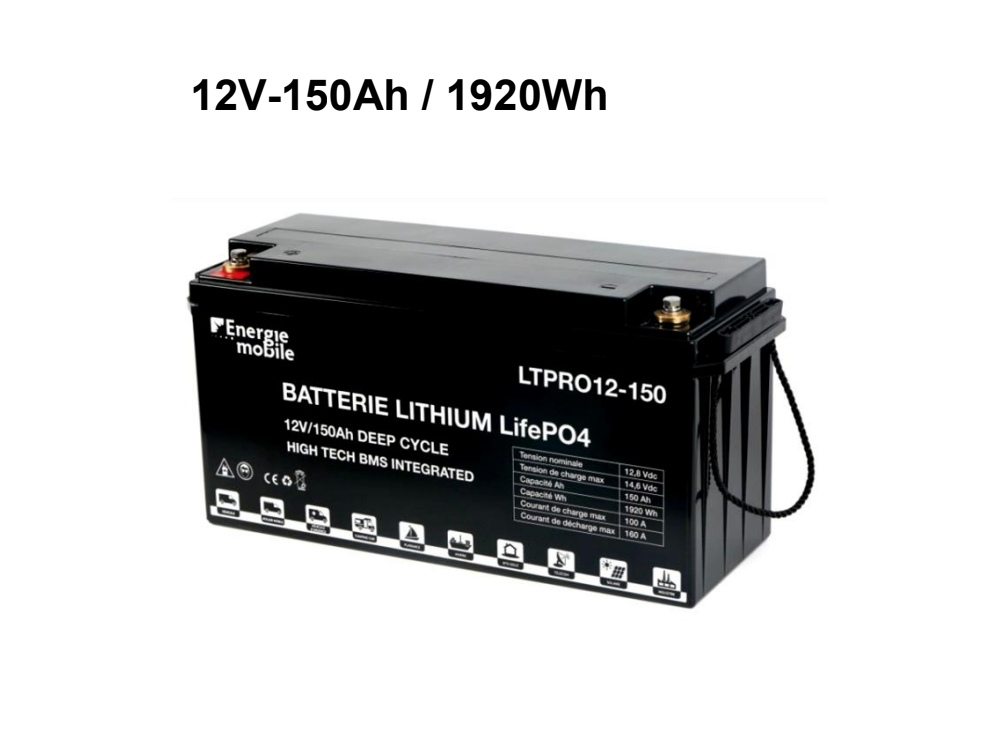 12V-150Ah / 1920Wh
Energie
mobile
LTPRO12-150
BATTERIE LITHIUM LifePO4
12V/150Ah DEEP CYCLE
HIGH TECH BMS INTEGRATED
Tension nominale 12,8 Vdc
Tension de charge max 14,6 Vdc
Capacité Ah 150 Ah
Capacité Wh 1920 Wh
Courant de charge max 100 A
Courant de décharge max 160 A
CE